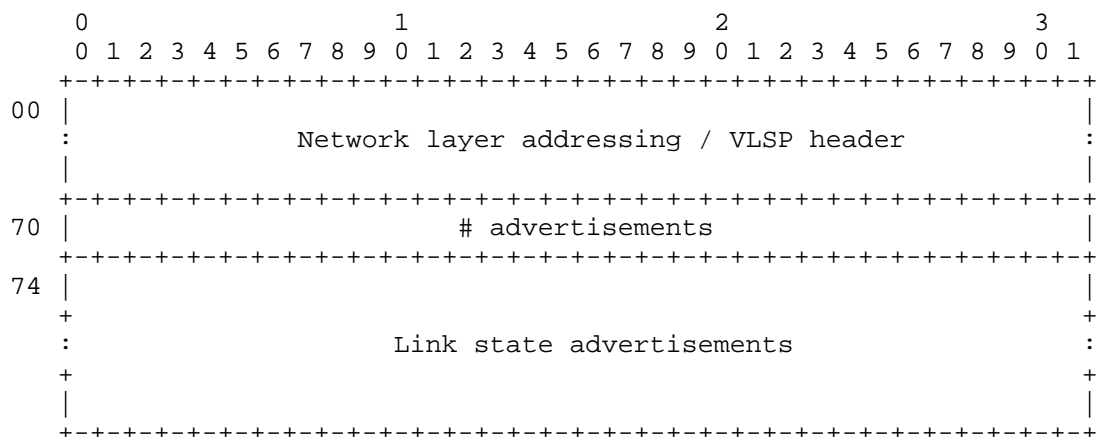 0                   1                   2                   3
0 1 2 3 4 5 6 7 8 9 0 1 2 3 4 5 6 7 8 9 0 1 2 3 4 5 6 7 8 9 0 1
+-+-+-+-+-+-+-+-+-+-+-+-+-+-+-+-+-+-+-+-+-+-+-+-+-+-+-+-+-+-+-+-+
00 |                                                               |
:              Network layer addressing / VLSP header           :
|                                                               |
+-+-+-+-+-+-+-+-+-+-+-+-+-+-+-+-+-+-+-+-+-+-+-+-+-+-+-+-+-+-+-+-+
70 |                        # advertisements                       |
+-+-+-+-+-+-+-+-+-+-+-+-+-+-+-+-+-+-+-+-+-+-+-+-+-+-+-+-+-+-+-+-+
74 |                                                               |
+                                                               +
:                    Link state advertisements                  :
+                                                               +
|                                                               |
+-+-+-+-+-+-+-+-+-+-+-+-+-+-+-+-+-+-+-+-+-+-+-+-+-+-+-+-+-+-+-+-+